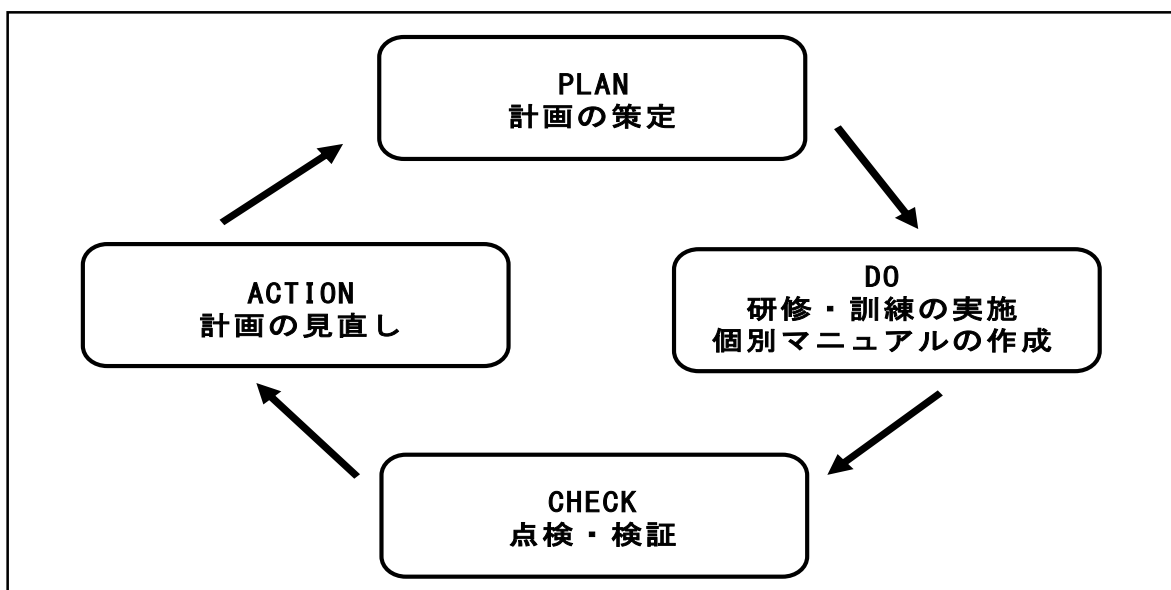 PLAN
計画の策定
ACTION
計画の見直し
DO
研修・訓練の実施
個別マニュアルの作成
CHECK
点検・検証